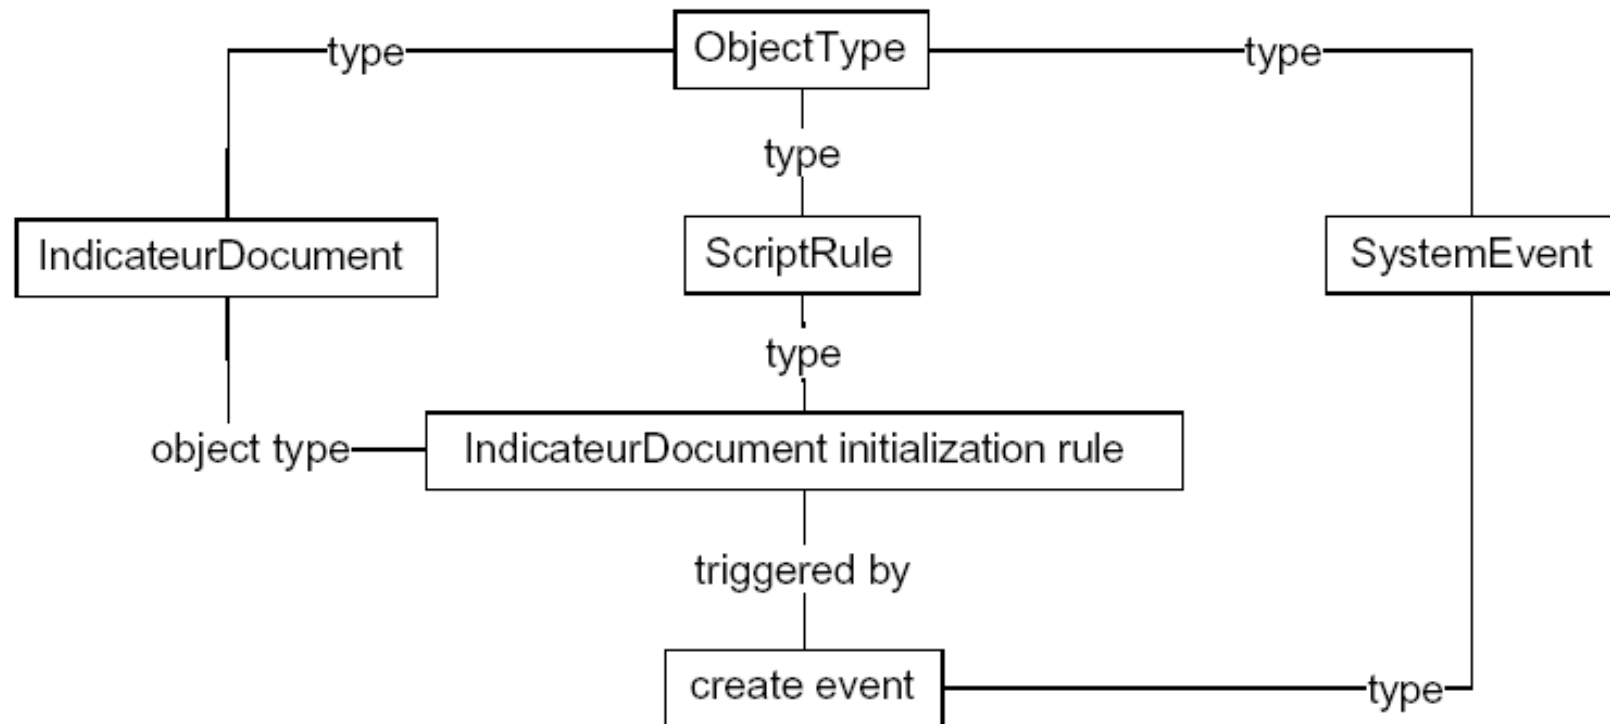 type
ObjectType
type
type
IndicateurDocument
ScriptRule
SystemEvent
type
object type
IndicateurDocument initialization rule
triggered by
create event
type